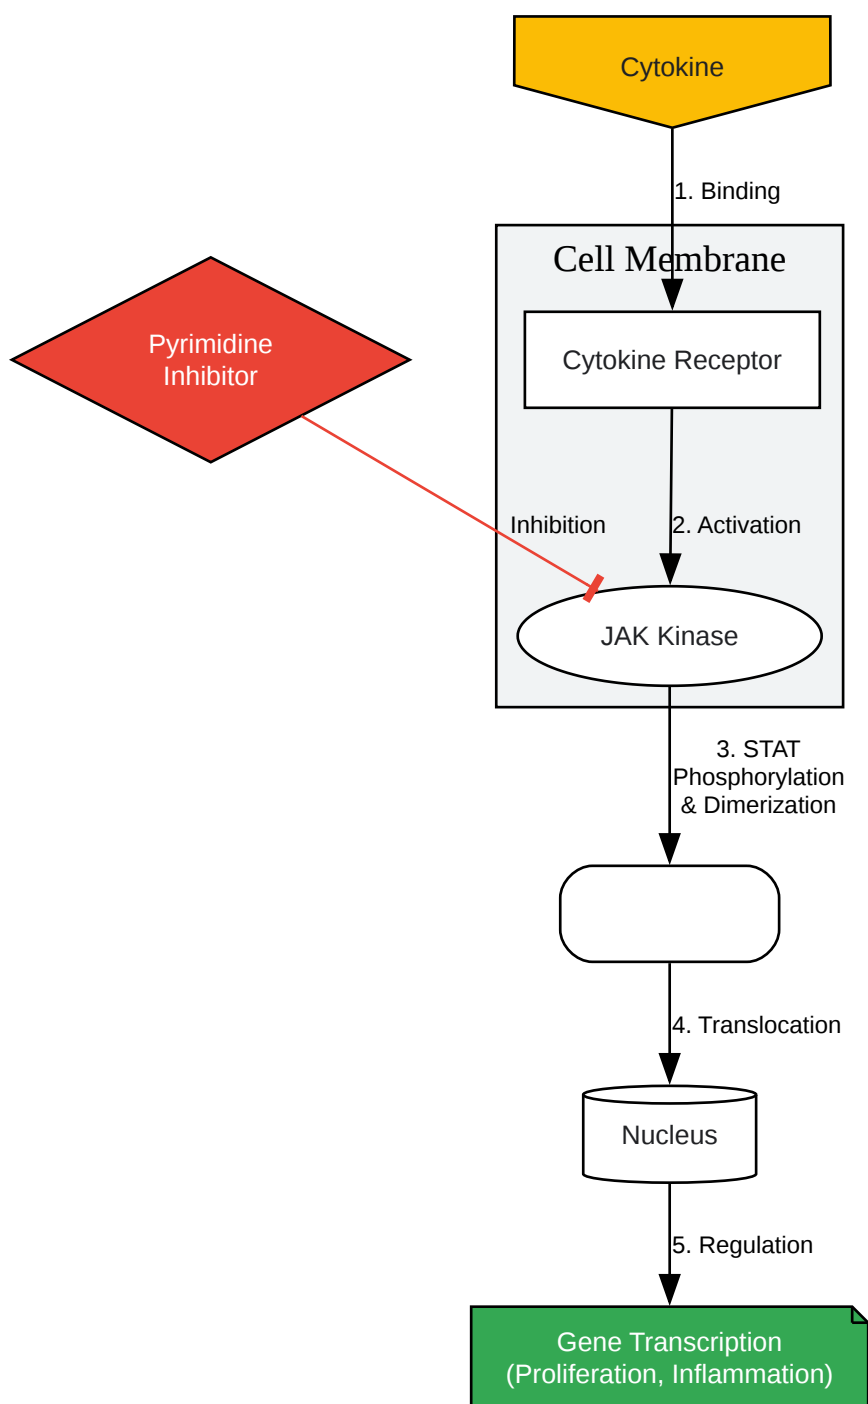 Cytokine
1. Binding
Cell Membrane
Pyrimidine
Inhibitor
Cytokine Receptor
Inhibition
2. Activation
JAK Kinase
3. STAT
Phosphorylation
& Dimerization
4. Translocation
Nucleus
5. Regulation
Gene Transcription
(Proliferation, Inflammation)